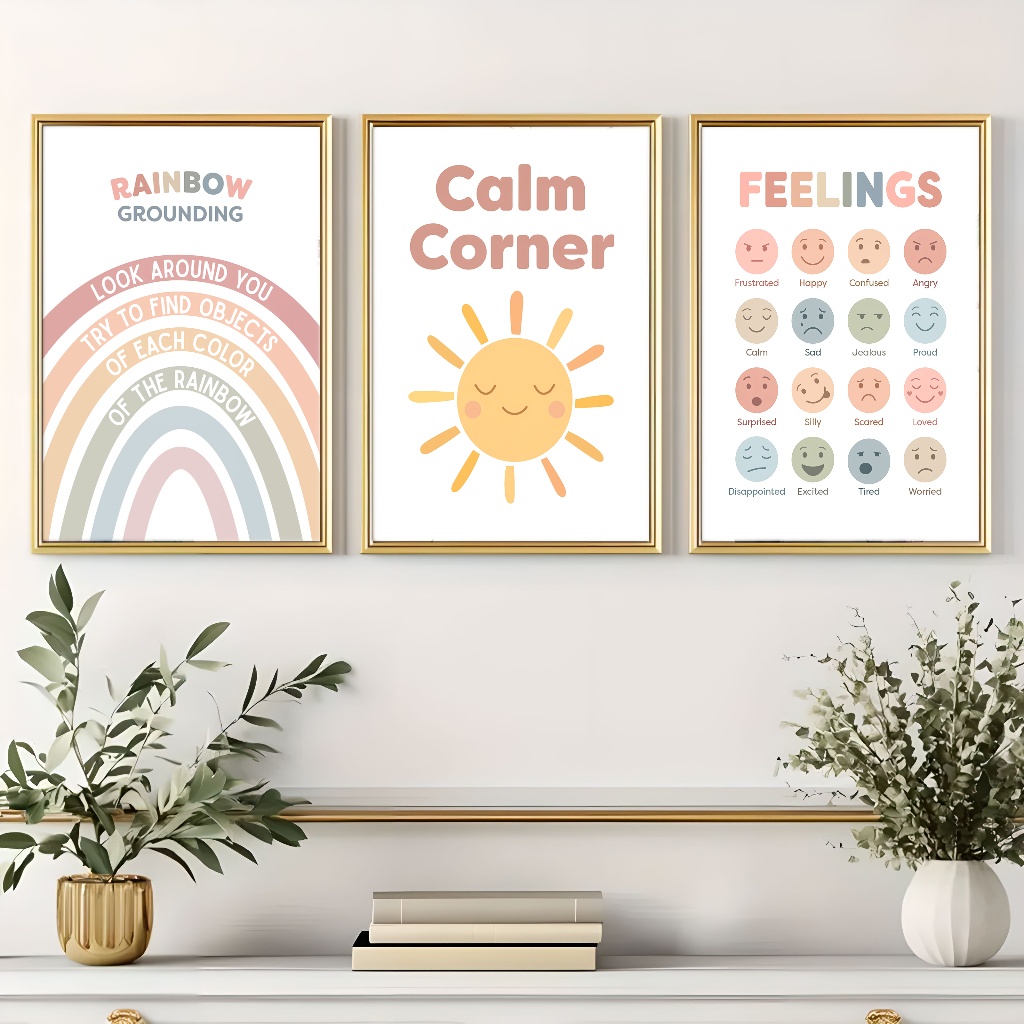 RAINBOW
GROUNDING
LOOK AROUND YOU
TRY TO FIND OBJECTS
OF EACH COLOR
OF THE RAINBOW
Calm
Corner
FEELINGS
Frustrated Happy Confused Angry
Calm Sad Jealous Proud
Surprised Silly Scared Loved
Disappointed Excited Tired Worried